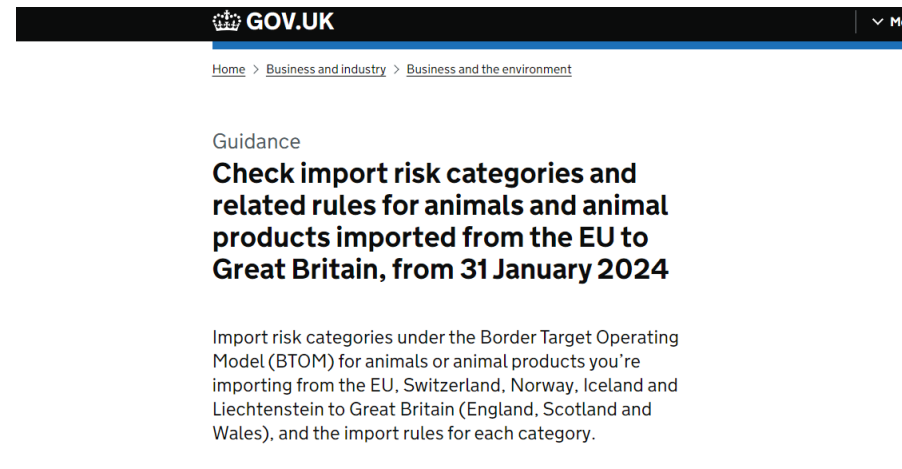 GOV.UK
Home > Business and industry > Business and the environment
Guidance
Check import risk categories and
related rules for animals and animal
products imported from the EU to
Great Britain, from 31 January 2024
Import risk categories under the Border Target Operating
Model (BTOM) for animals or animal products you’re
importing from the EU, Switzerland, Norway, Iceland and
Liechtenstein to Great Britain (England, Scotland and
Wales), and the import rules for each category.